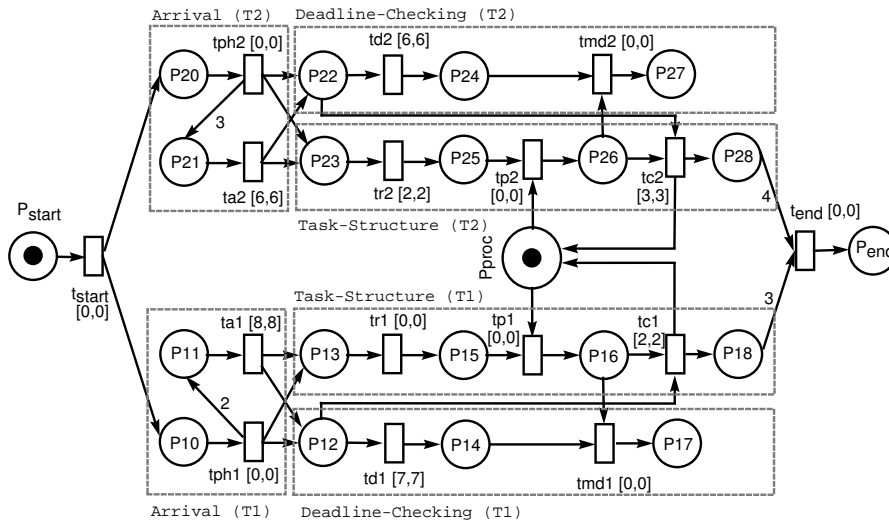 Arrival (T2)
Deadline-Checking (T2)
tph2 [0,0]
td2 [6,6]
tmd2 [0,0]
P20
P22
P24
P27
3
P21
P23
P25
P26
P28
ta2 [6,6]
tr2 [2,2]
tp2
[0,0]
tc2
[3,3]
4
Task-Structure (T2)
Pstart
tstart
[0,0]
Pproc
tend [0,0]
Pend
3
Task-Structure (T1)
ta1 [8,8]
tr1 [0,0]
tp1
[0,0]
tc1
[2,2]
P11
P13
P15
P16
P18
2
P10
P12
P14
P17
tph1 [0,0]
td1 [7,7]
tmd1 [0,0]
Arrival (T1)
Deadline-Checking (T1)